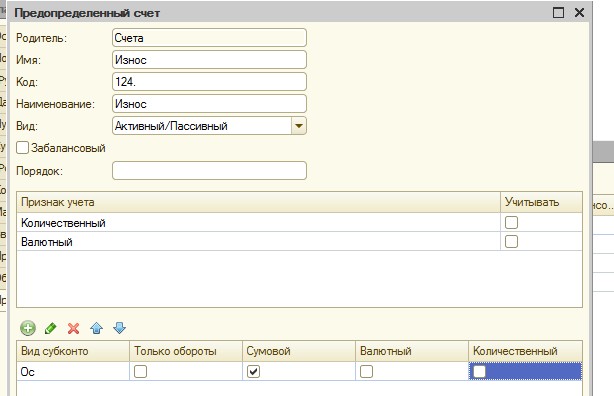 Предопределенный счет
Родитель: Счета
Имя: Износ
Код: 124.
Наименование: Износ
Вид: Активный/Пассивный
Забалансовый
Порядок:
Признак учета Учитывать
Количественный
Валютный
Вид субконто Только обороты Сумовой Валютный Количественный
Ос